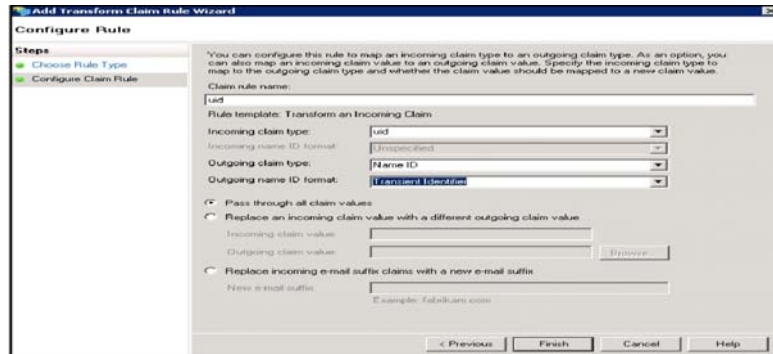 Add Transform Claim Rule Wizard
Configure Rule
Steps
Choose Rule Type
Configure Claim Rule
You can configure this rule to map an incoming claim type to an outgoing claim type. As an option, you
can also map an incoming claim value to an outgoing claim value. Specify the incoming claim type to
map to the outgoing claim type and whether the claim value should be mapped to a new claim value.
Claim rule name:
uid
Rule template: Transform an Incoming Claim
Incoming claim type: uid
Incoming name ID format: Unspecified
Outgoing claim type: Name ID
Outgoing name ID format: Transient Identifier
Pass through all claim values
Replace an incoming claim value with a different outgoing claim value
Incoming claim value:
Outgoing claim value: Browse...
Replace incoming e-mail suffix claims with a new e-mail suffix
New e-mail suffix:
Example: fabrikam.com
< Previous Finish Cancel Help